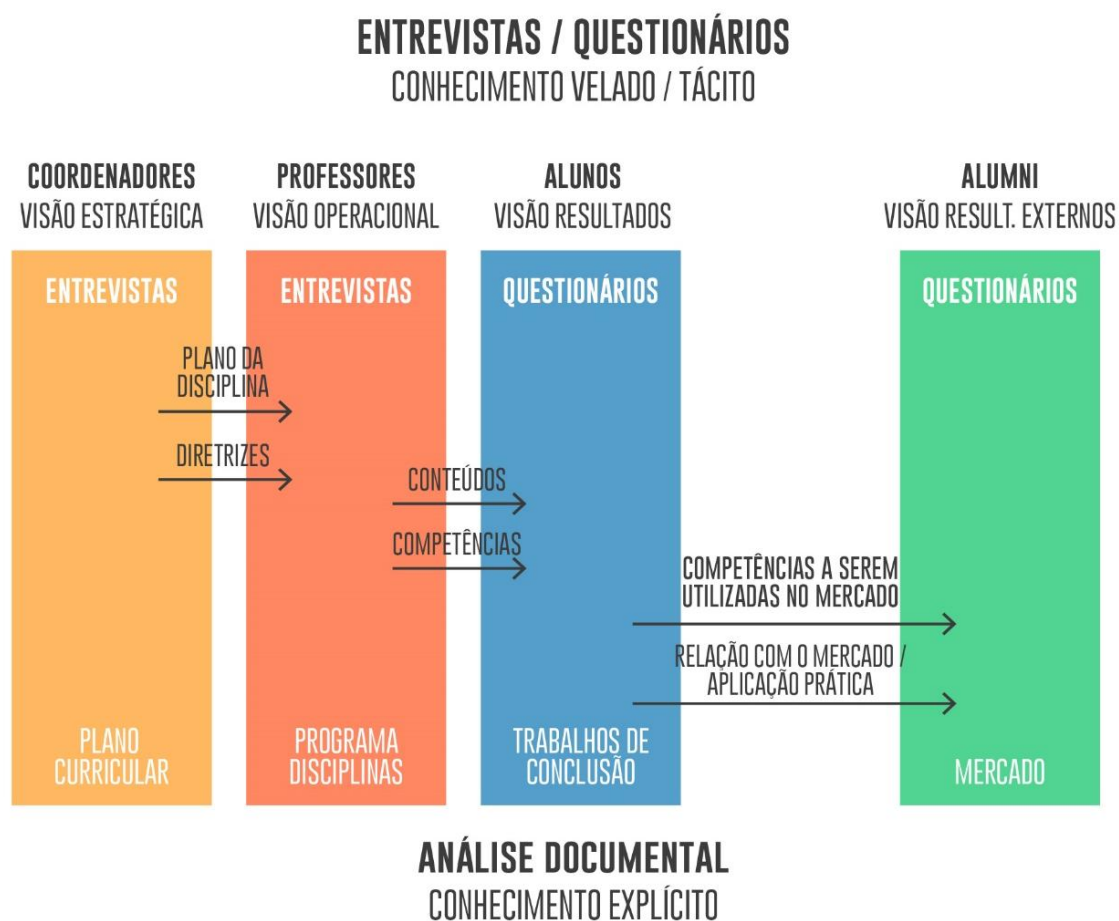 ENTREVISTAS / QUESTIONÁRIOS
CONHECIMENTO VELADO / TÁCITO
COORDENADORES
VISÃO ESTRATÉGICA
PROFESSORES
VISÃO OPERACIONAL
ALUNOS
VISÃO RESULTADOS
ALUMNI
VISÃO RESULT. EXTERNOS
ENTREVISTAS
ENTREVISTAS
QUESTIONÁRIOS
QUESTIONÁRIOS
PLANO DA
DISCIPLINA
DIRETRIZES
CONTEÚDOS
COMPETÊNCIAS
COMPETÊNCIAS A SEREM
UTILIZADAS NO MERCADO
RELAÇÃO COM O MERCADO /
APLICAÇÃO PRÁTICA
PLANO
CURRICULAR
PROGRAMA
DISCIPLINAS
TRABALHOS DE
CONCLUSÃO
MERCADO
ANÁLISE DOCUMENTAL
CONHECIMENTO EXPLÍCITO